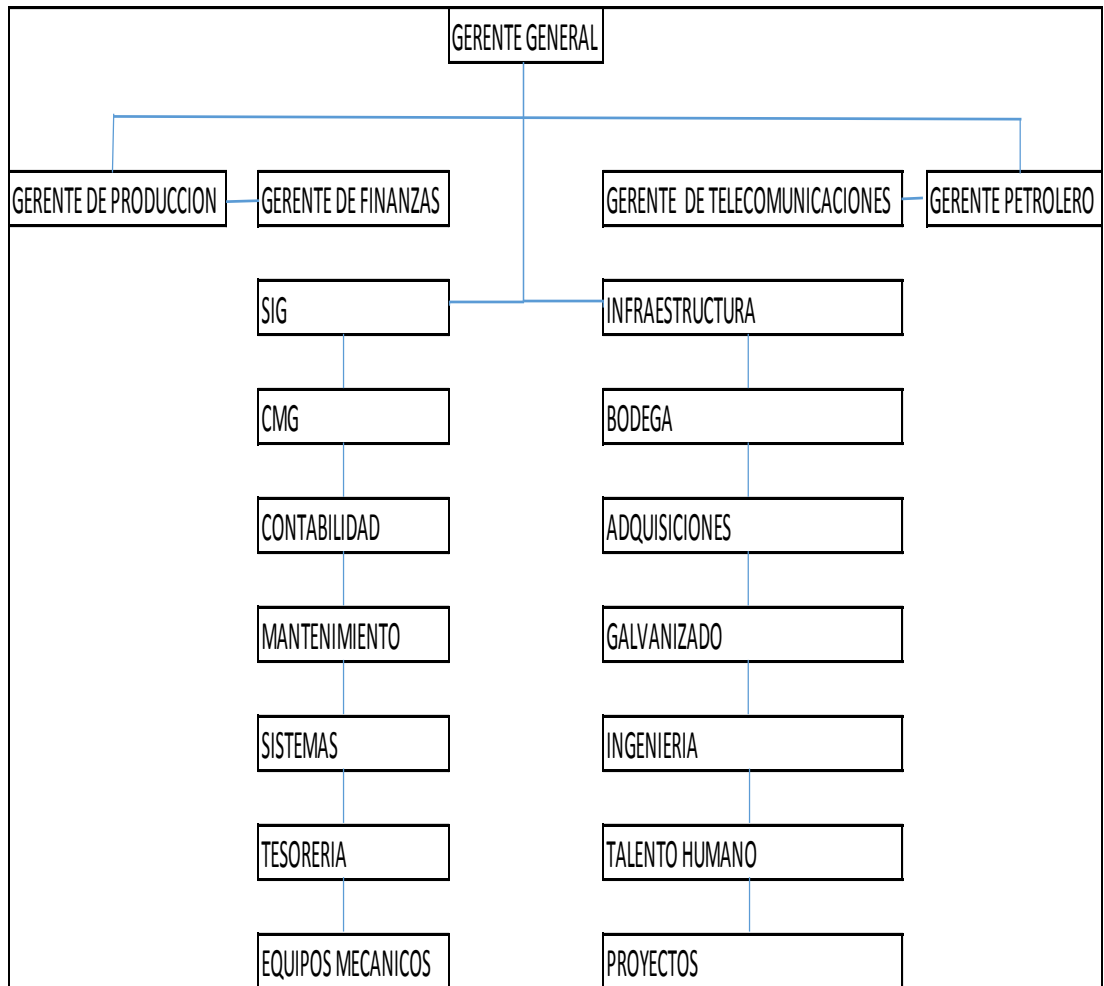 GERENTE GENERAL
GERENTE DE PRODUCCION
GERENTE DE FINANZAS
GERENTE DE TELECOMUNICACIONES
GERENTE PETROLERO
SIG
INFRAESTRUCTURA
CMG
BODEGA
CONTABILIDAD
ADQUISICIONES
MANTENIMIENTO
GALVANIZADO
SISTEMAS
INGENIERIA
TESORERIA
TALENTO HUMANO
EQUIPOS MECANICOS
PROYECTOS